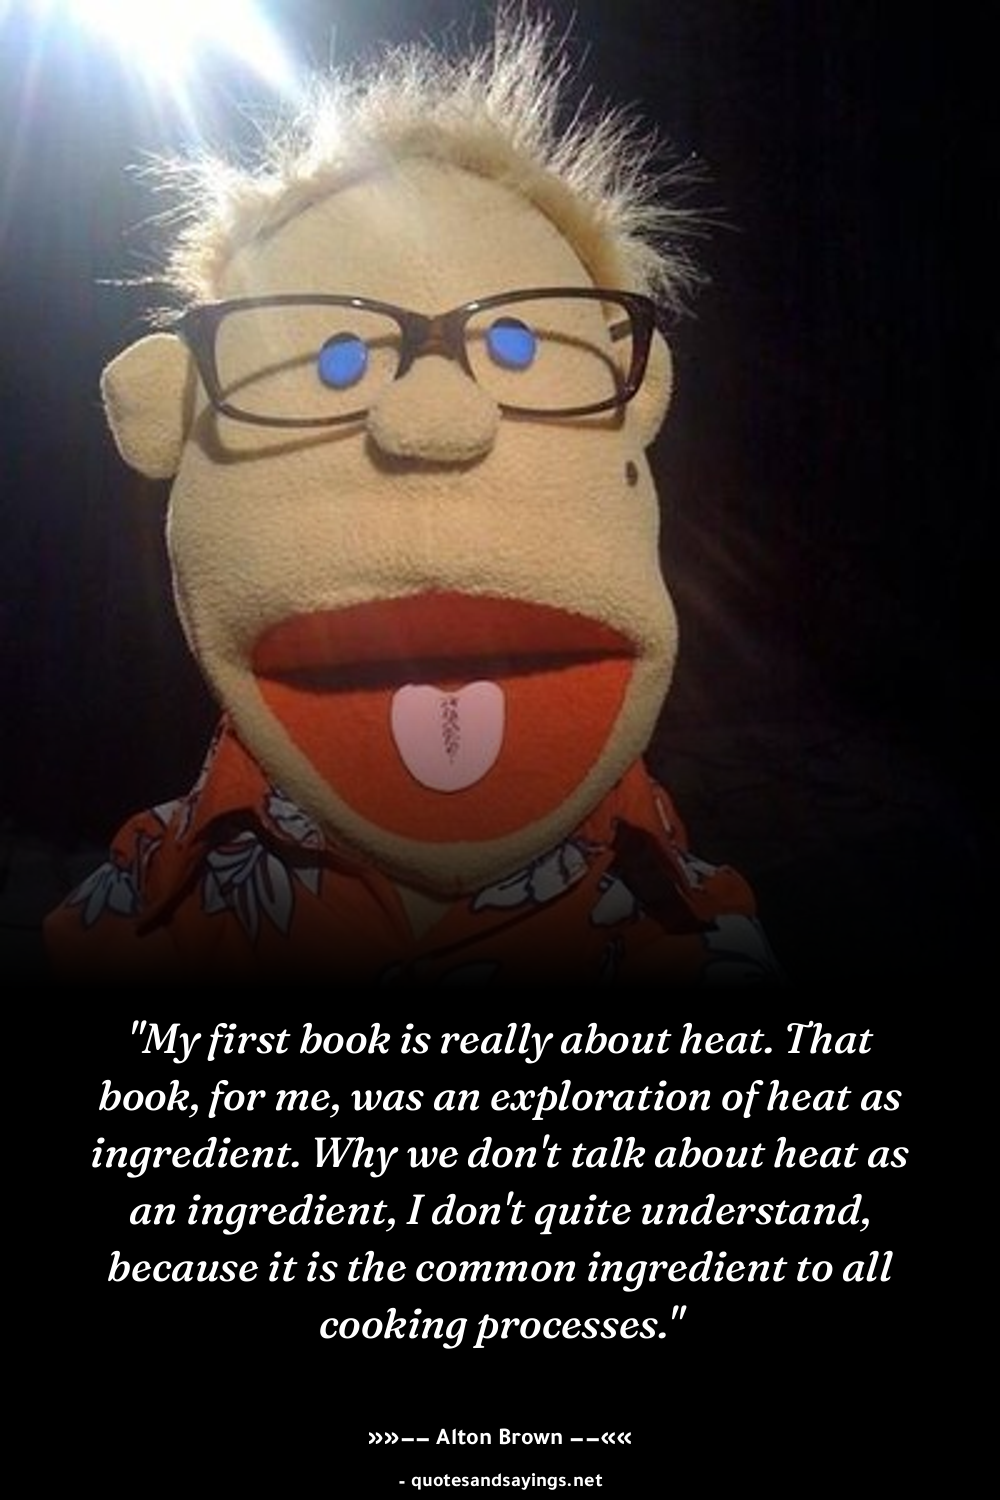 "My first book is really about heat. That
book, for me, was an exploration of heat as
ingredient. Why we don't talk about heat as
an ingredient, I don't quite understand,
because it is the common ingredient to all
cooking processes."
»»—— Alton Brown ——««
- quotesandsayings.net